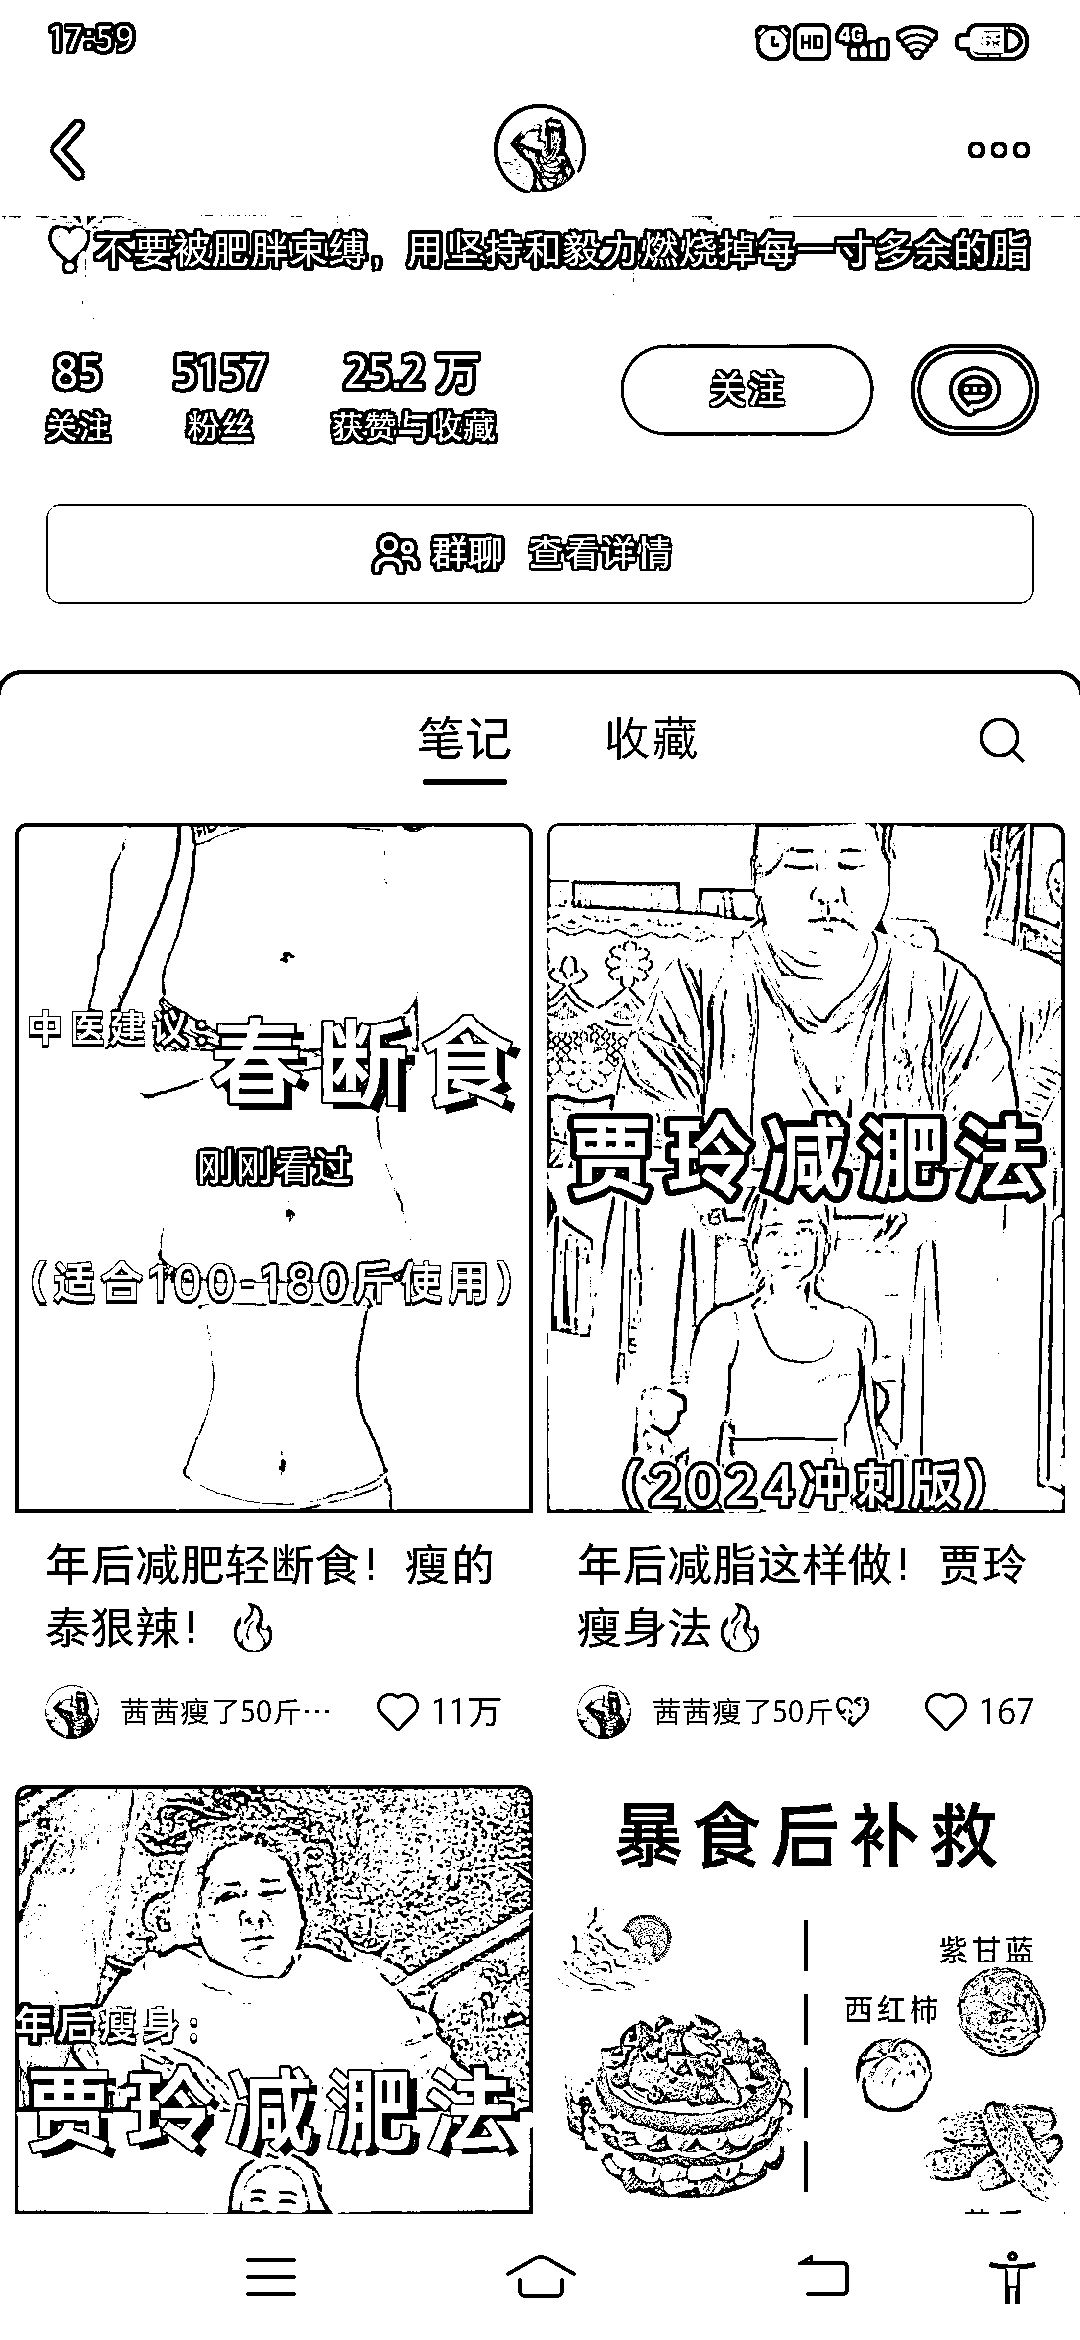 17:59
HD 4G
不要被肥胖束缚，用坚持和毅力燃烧掉每一寸多余的脂
85 5157 25.2 万
关注 粉丝 获赞与收藏
关注
群聊 查看详情
笔记 收藏
中医建议：
春断食
刚刚看过
（适合100-180斤使用）
年后减肥轻断食！瘦的
泰狠辣！🔥
茜茜瘦了50斤… 11万
贾玲减淝法
（2024冲刺版）
年后减脂这样做！贾玲
瘦身法🔥
茜茜瘦了50斤 167
年后瘦身：
贾玲减淝法
暴食后补救
紫甘蓝
西红柿